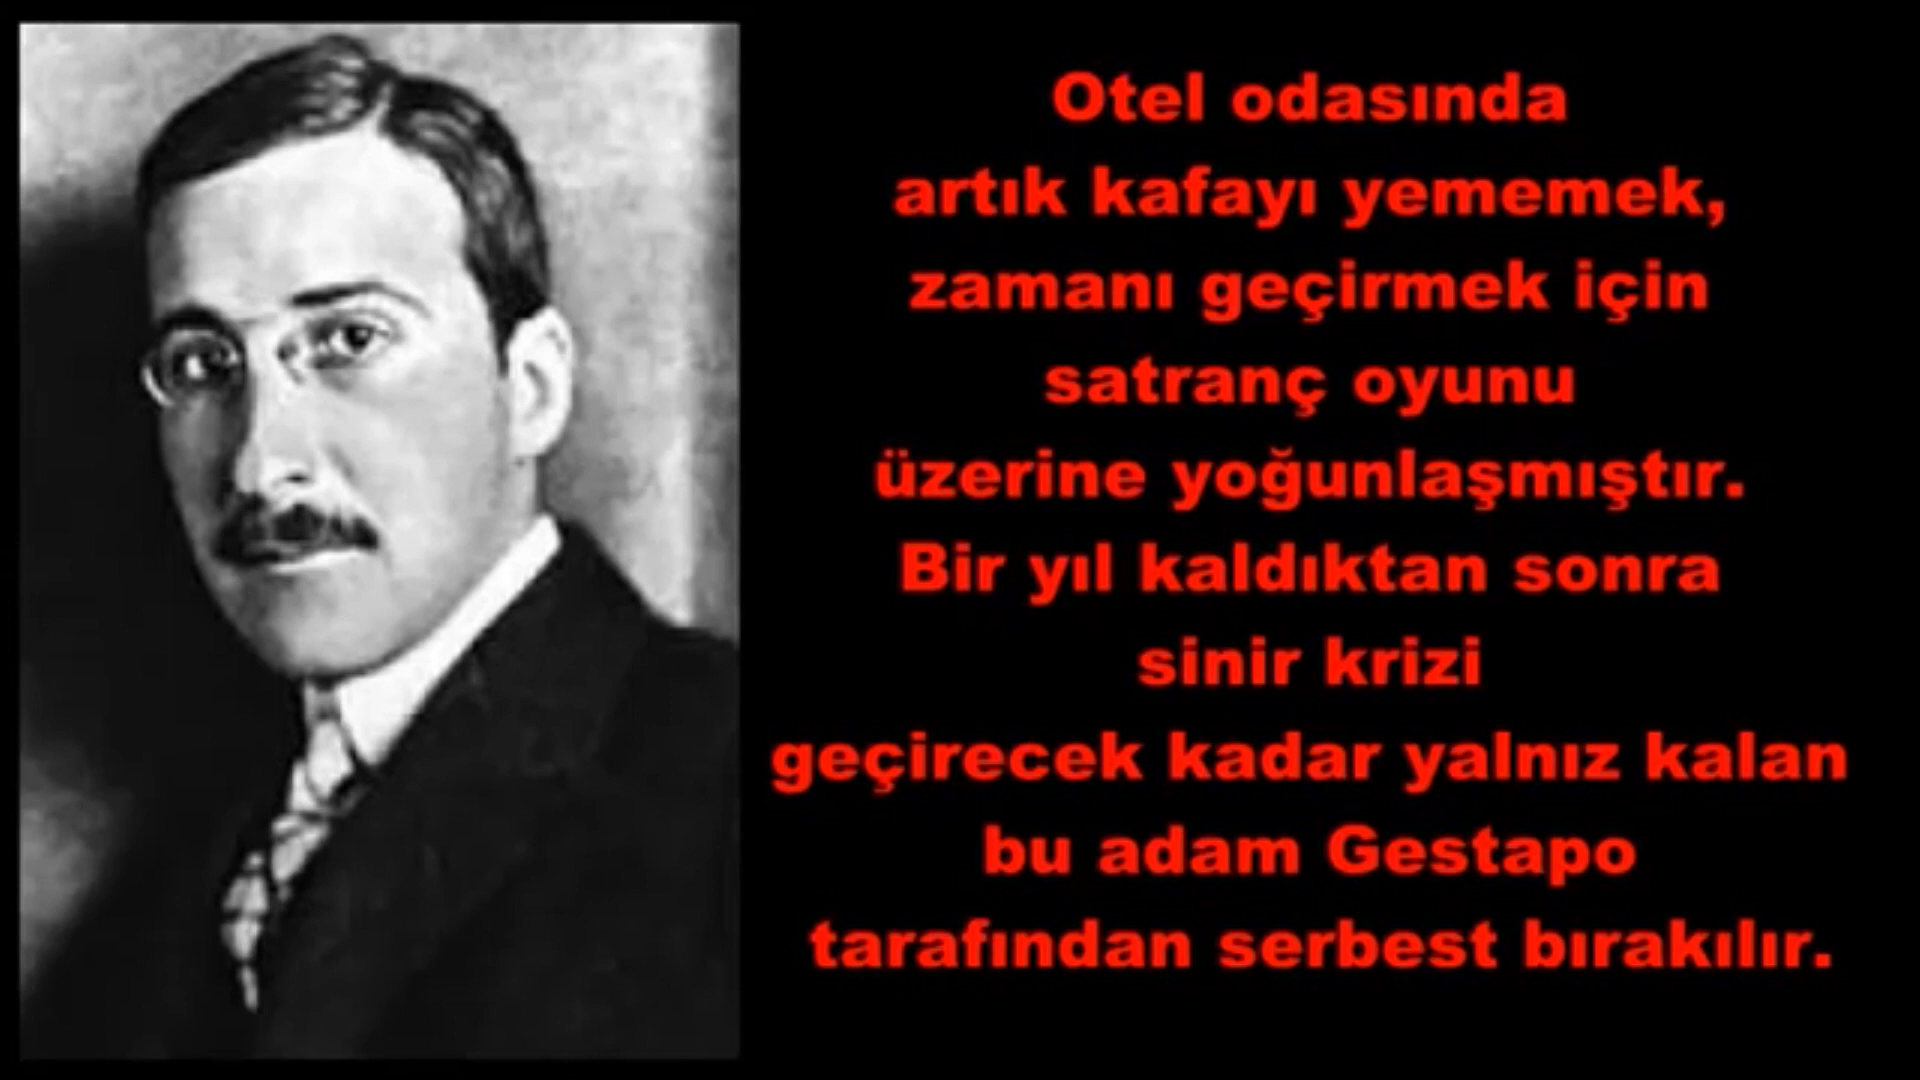 Otel odasında
artık kafayı yememek,
zamanı geçirmek için
satranç oyunu
üzerine yoğunlaşmıştır.
Bir yıl kaldıktan sonra
sinir krizi
geçirecek kadar yalnız kalan
bu adam Gestapo
tarafından serbest bırakılır.